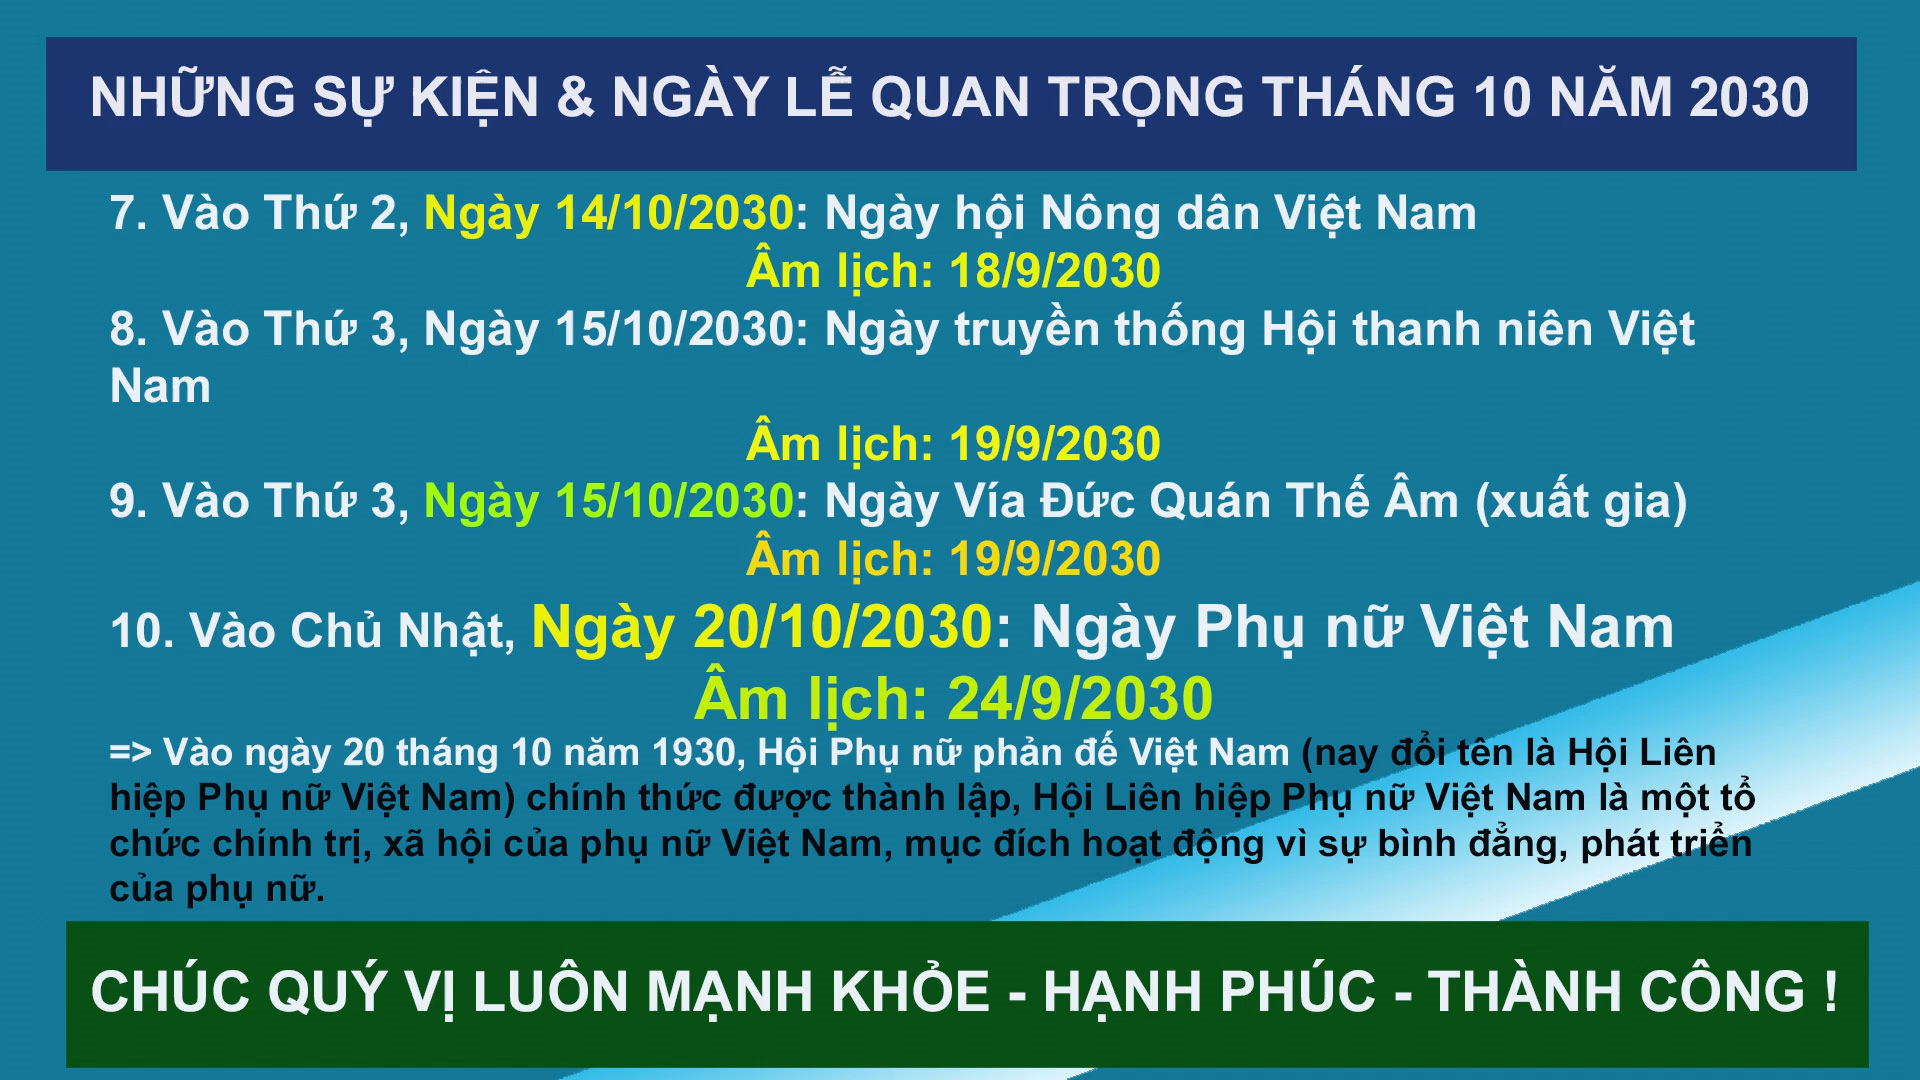 NHỮNG SỰ KIỆN & NGÀY LỄ QUAN TRỌNG THÁNG 10 NĂM 2030
7. Vào Thứ 2, Ngày 14/10/2030: Ngày hội Nông dân Việt Nam
Âm lịch: 18/9/2030
8. Vào Thứ 3, Ngày 15/10/2030: Ngày truyền thống Hội thanh niên Việt
Nam
Âm lịch: 19/9/2030
9. Vào Thứ 3, Ngày 15/10/2030: Ngày Vía Đức Quán Thế Âm (xuất gia)
Âm lịch: 19/9/2030
10. Vào Chủ Nhật, Ngày 20/10/2030: Ngày Phụ nữ Việt Nam
Âm lịch: 24/9/2030
=> Vào ngày 20 tháng 10 năm 1930, Hội Phụ nữ phản đế Việt Nam (nay đổi tên là Hội Liên
hiệp Phụ nữ Việt Nam) chính thức được thành lập, Hội Liên hiệp Phụ nữ Việt Nam là một tổ
chức chính trị, xã hội của phụ nữ Việt Nam, mục đích hoạt động vì sự bình đẳng, phát triển
của phụ nữ.
CHÚC QUÝ VỊ LUÔN MẠNH KHỎE - HẠNH PHÚC - THÀNH CÔNG !